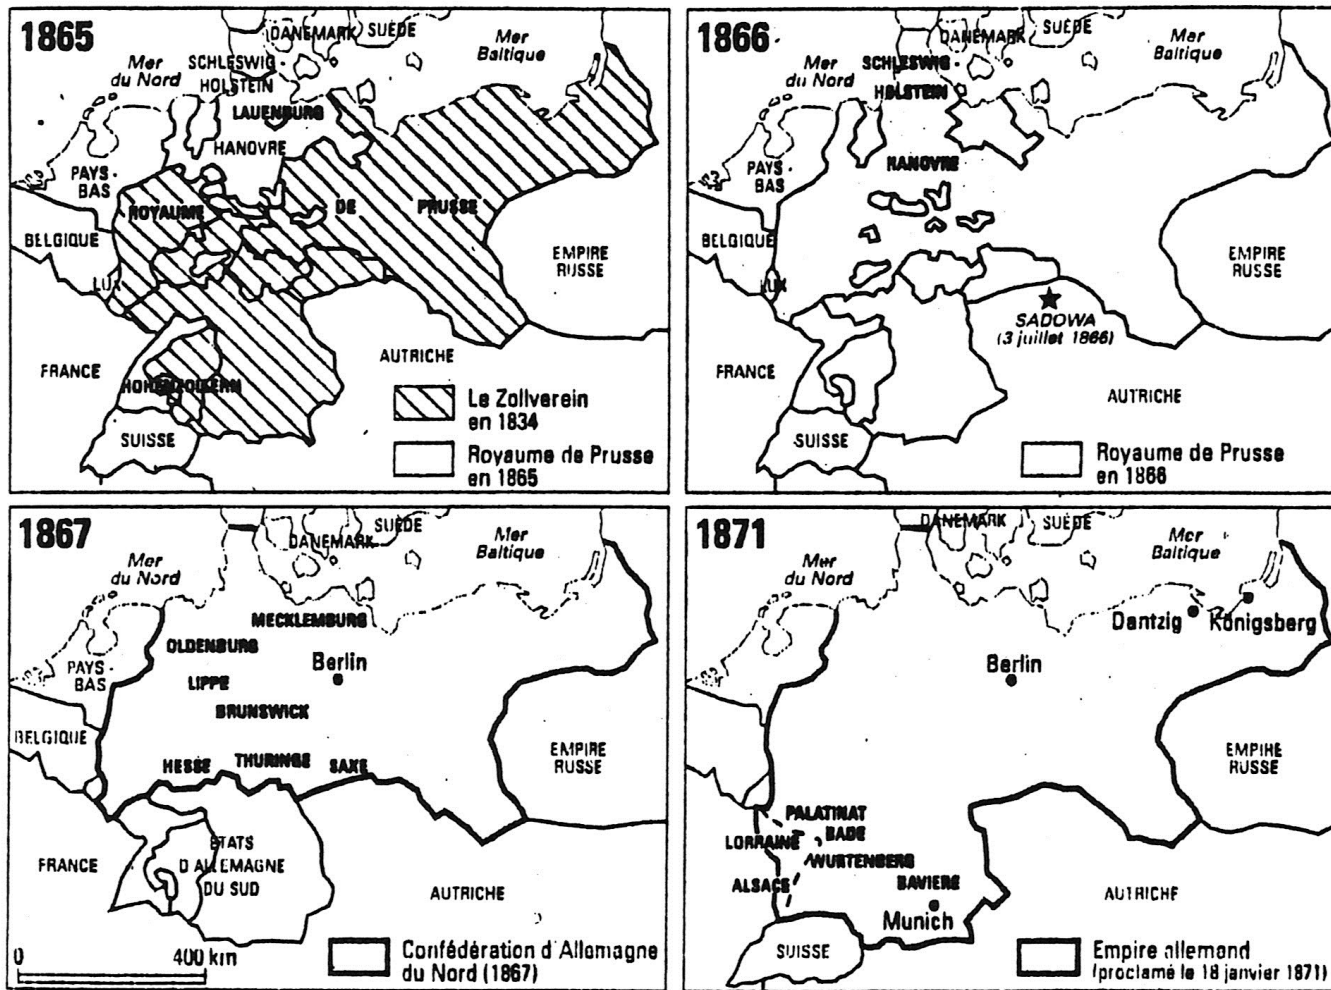 1865
DANEMARK
SUÈDE
Mer
Baltique
Mer
du Nord
SCHLESWIG
HOLSTEIN
LAUENBURG
HANOVRE
PAYS
BAS
ROYAUME
DE
PRUSSE
BELGIQUE
EMPIRE
RUSSE
LUX
FRANCE
AUTRICHE
HOHENZOLLERN
SUISSE
Le Zollverein
en 1834
Royaume de Prusse
en 1865
1866
DANEMARK
SUÈDE
Mer
Baltique
Mer
du Nord
SCHLESWIG
HOLSTEIN
HANOVRE
PAYS
BAS
BELGIQUE
EMPIRE
RUSSE
LUX
SADOWA
(3 juillet 1866)
FRANCE
AUTRICHE
SUISSE
Royaume de Prusse
en 1866
1867
SUÈDE
DANEMARK
Mer
Baltique
Mer
du Nord
MECKLEMBURG
OLDENBURG
PAYS
BAS
Berlin
LIPPE
BRUNSWICK
BELGIQUE
EMPIRE
RUSSE
HESSE
THURINGE
SAXE
FRANCE
ETATS
D'ALLEMAGNE
DU SUD
AUTRICHE
0
400 km
Confédération d'Allemagne
du Nord (1867)
1871
DANEMARK
SUÈDE
Mer
Baltique
Mer
du Nord
Dantzig
Königsberg
Berlin
EMPIRE
RUSSE
PALATINAT
BADE
LORRAINE
WURTENBERG
ALSACE
BAVIERE
Munich
AUTRICHE
SUISSE
Empire allemand
(proclamé le 18 janvier 1871)